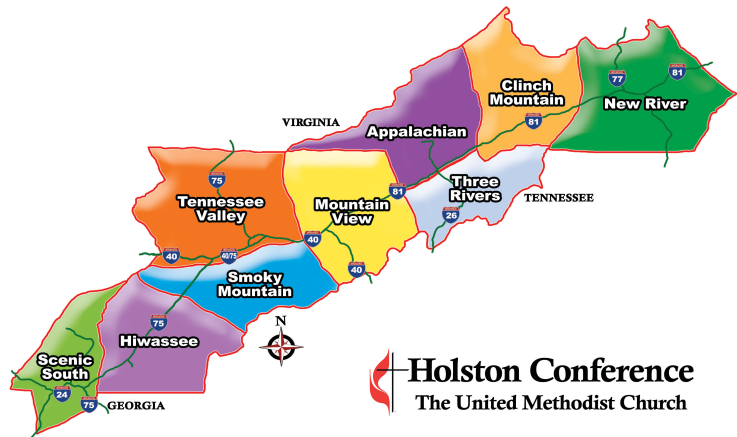 77
81
Clinch
Mountain
New River
81
VIRGINIA
Appalachian
75
Tennessee
Valley
Mountain
View
81
Three
Rivers
TENNESSEE
26
40
40
40/75
40
Smoky
Mountain
75
N
Hiwassee
Scenic
South
24
75
GEORGIA
Holston Conference
The United Methodist Church